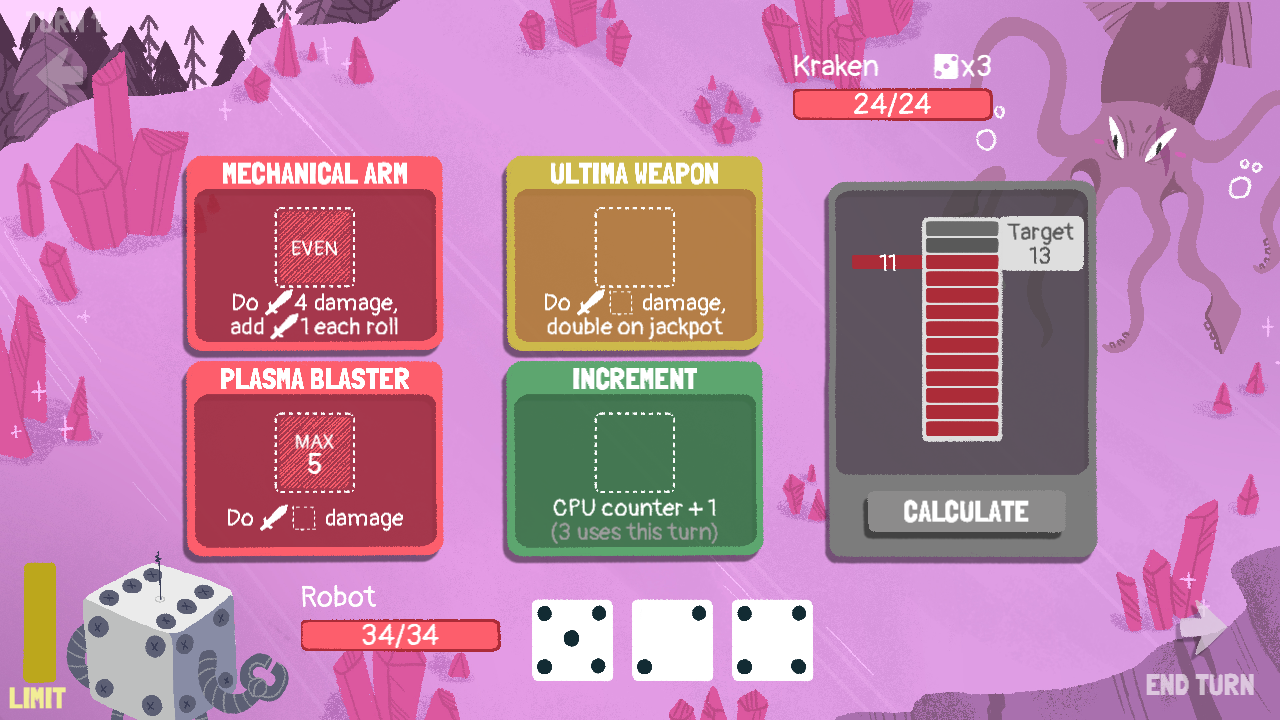 TURN 1
Kraken x3
24/24
MECHANICAL ARM
EVEN
Do 4 damage,
add 1 each roll
ULTIMA WEAPON
Do damage,
double on jackpot
Target
13
11
PLASMA BLASTER
MAX
5
Do damage
INCREMENT
CPU counter + 1
(3 uses this turn)
CALCULATE
Robot
34/34
LIMIT
END TURN